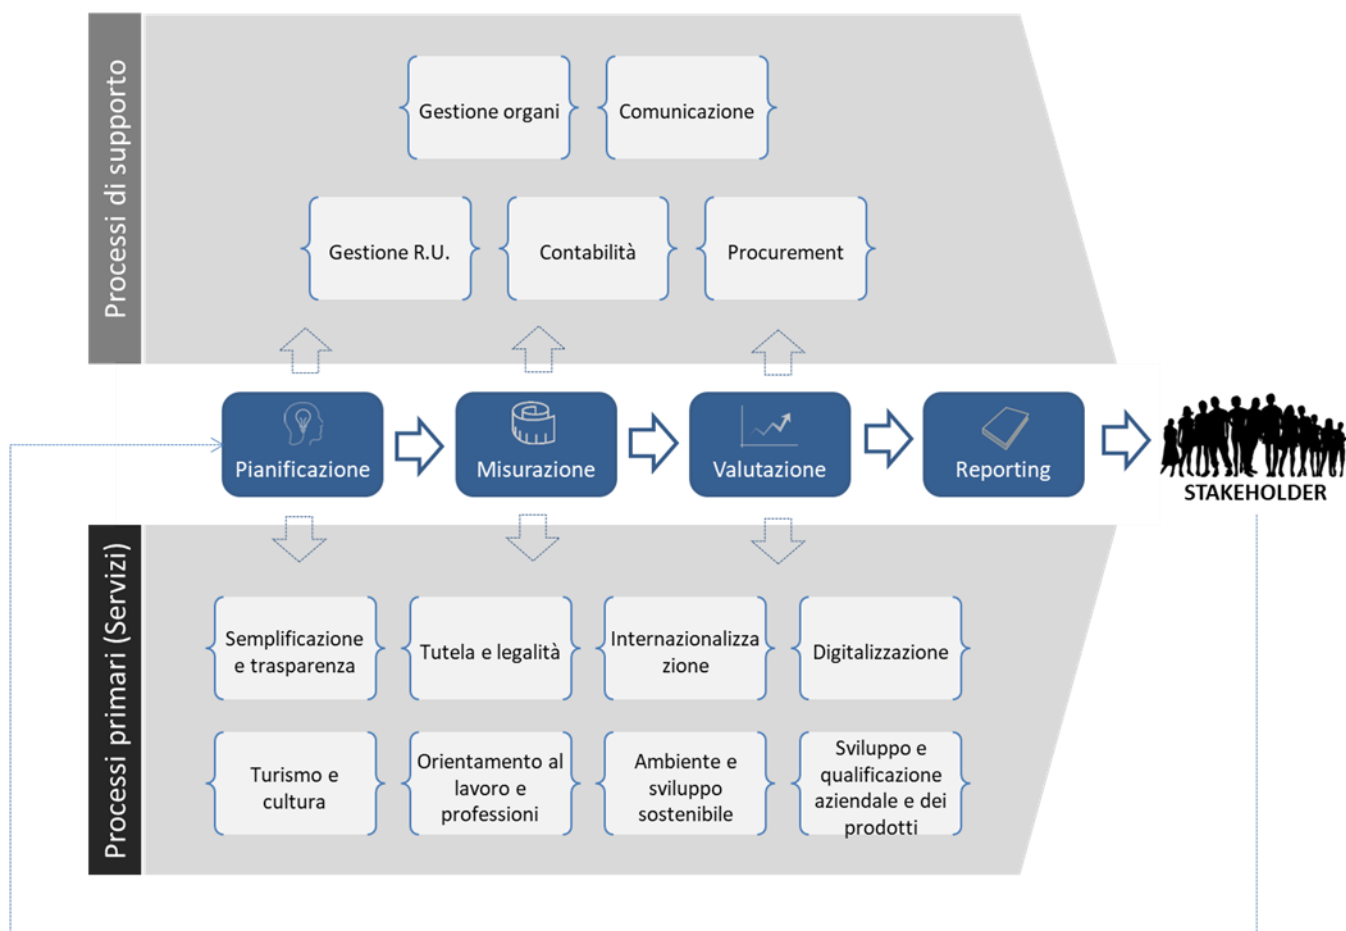 Processi di supporto
Gestione organi
Comunicazione
Gestione R.U.
Contabilità
Procurement
Pianificazione
Misurazione
Valutazione
Reporting
STAKEHOLDER
Processi primari (Servizi)
Semplificazione
e trasparenza
Tutela e legalità
Internazionalizza
zione
Digitalizzazione
Turismo e
cultura
Orientamento al
lavoro e
professioni
Ambiente e
sviluppo
sostenibile
Sviluppo e
qualificazione
aziendale e dei
prodotti